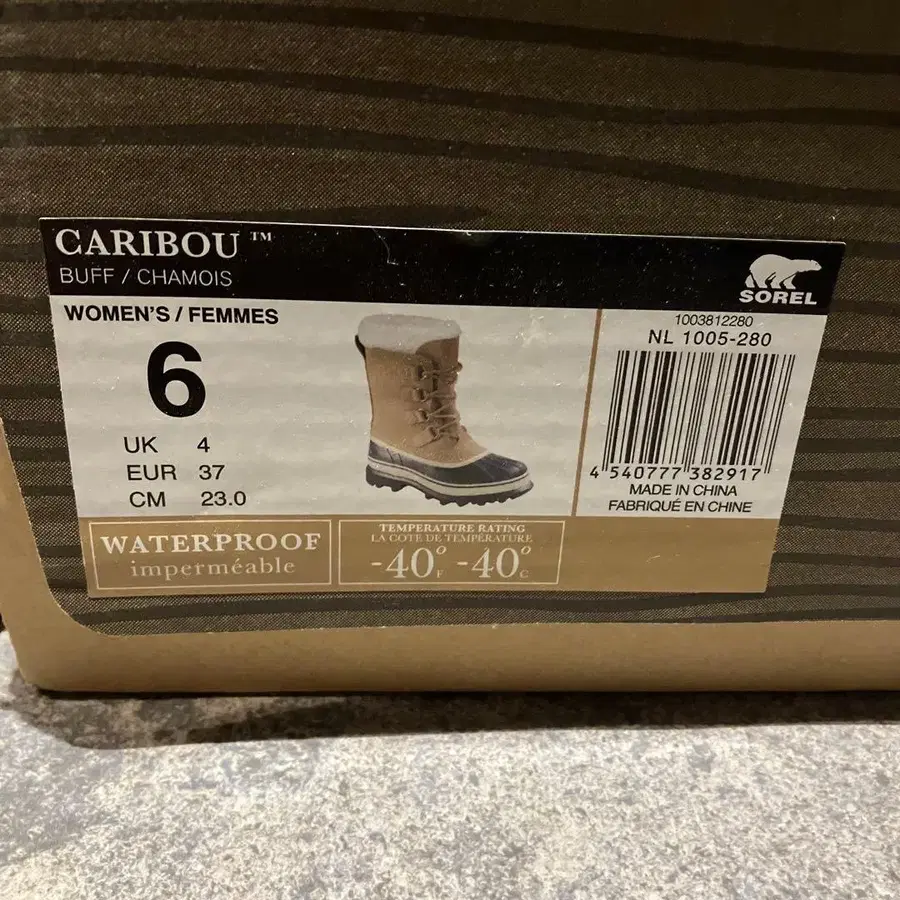 CARIBOU ™
BUFF / CHAMOIS
SOREL
WOMEN'S / FEMMES
6
UK 4
EUR 37
CM 23.0
1003812280
NL 1005-280
4 540777 382917
MADE IN CHINA
FABRIQUÉ EN CHINE
WATERPROOF
imperméable
TEMPERATURE RATING
LA COTE DE TEMPÉRATURE
-40°F -40°C